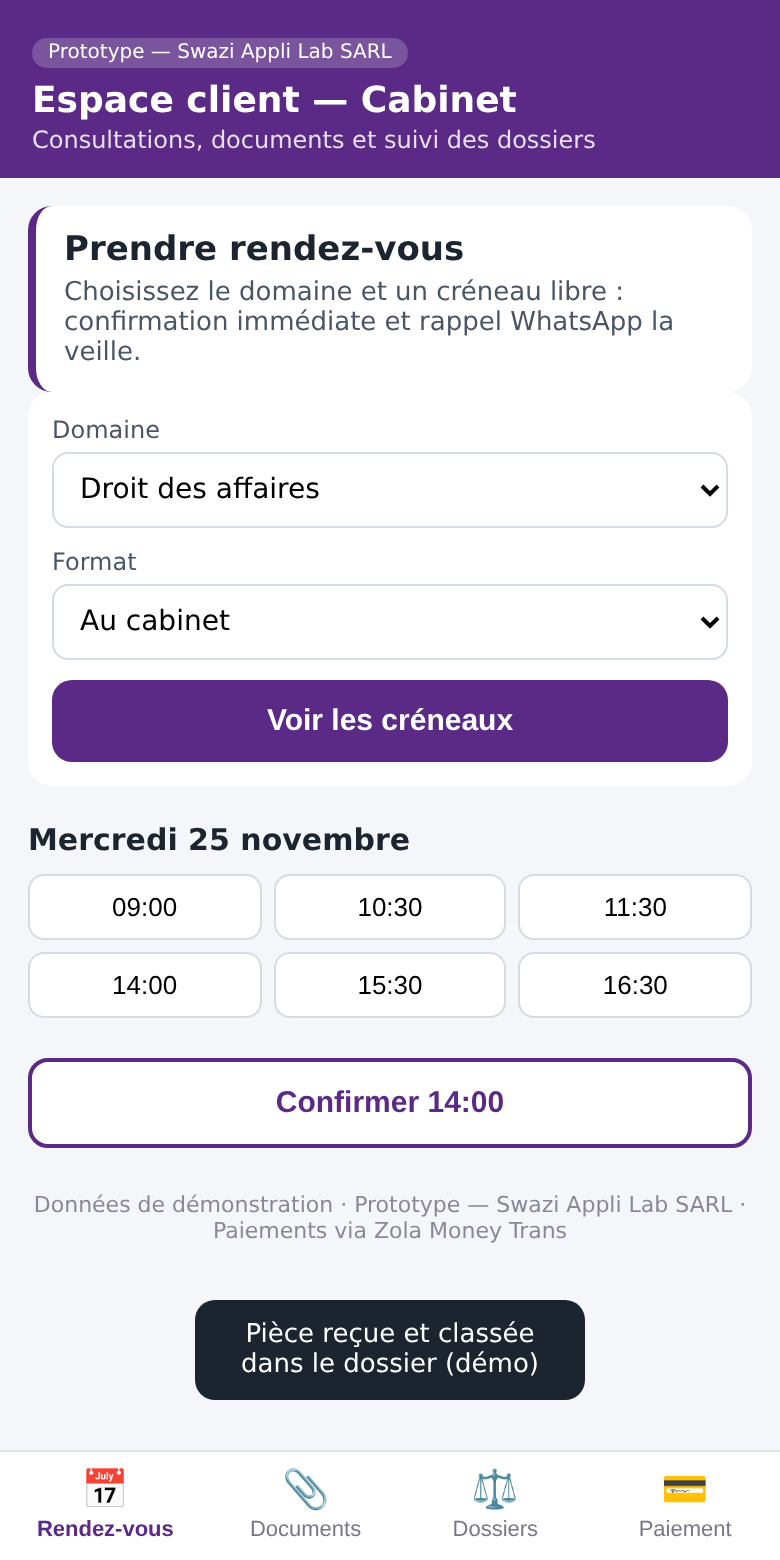 Prototype — Swazi Appli Lab SARL
Espace client — Cabinet
Consultations, documents et suivi des dossiers
Prendre rendez-vous
Choisissez le domaine et un créneau libre :
confirmation immédiate et rappel WhatsApp la
veille.
Domaine
Droit des affaires
Format
Au cabinet
Voir les créneaux
Mercredi 25 novembre
09:00
10:30
11:30
14:00
15:30
16:30
Confirmer 14:00
Données de démonstration · Prototype — Swazi Appli Lab SARL ·
Paiements via Zola Money Trans
Pièce reçue et classée
dans le dossier (démo)
July
17
Rendez-vous
Documents
Dossiers
Paiement